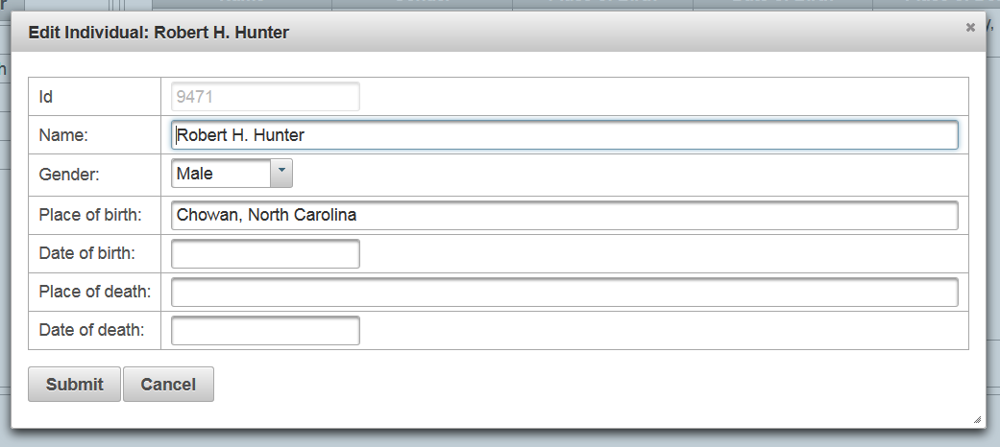 Edit Individual: Robert H. Hunter
Id 9471
Name: Robert H. Hunter
Gender: Male
Place of birth: Chowan, North Carolina
Date of birth:
Place of death:
Date of death:
Submit Cancel